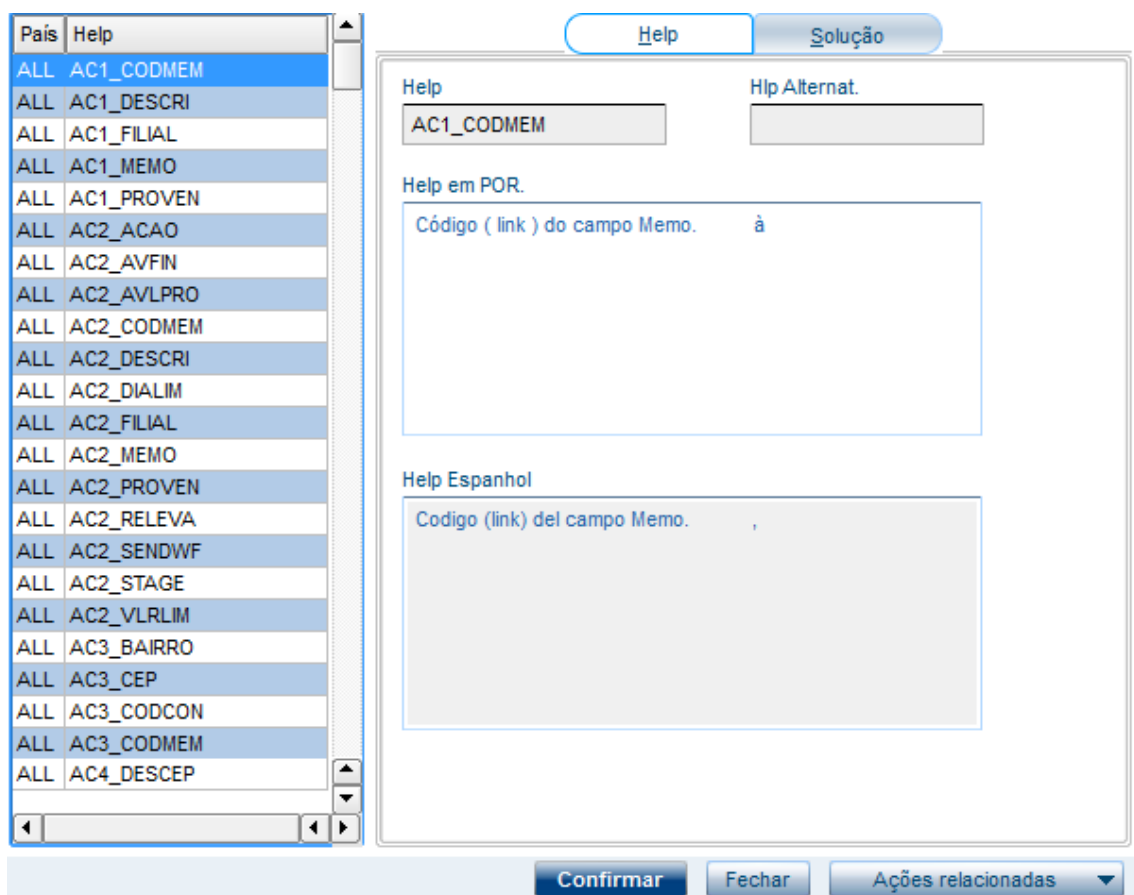 País Help
ALL AC1_CODMEM
ALL AC1_DESCRI
ALL AC1_FILIAL
ALL AC1_MEMO
ALL AC1_PROVEN
ALL AC2_ACAO
ALL AC2_AVFIN
ALL AC2_AVLPRO
ALL AC2_CODMEM
ALL AC2_DESCRI
ALL AC2_DIALIM
ALL AC2_FILIAL
ALL AC2_MEMO
ALL AC2_PROVEN
ALL AC2_RELEVA
ALL AC2_SENDWF
ALL AC2_STAGE
ALL AC2_VLRLIM
ALL AC3_BAIRRO
ALL AC3_CEP
ALL AC3_CODCON
ALL AC3_CODMEM
ALL AC4_DESCEP
Help Solução
Help Hlp Alternat.
AC1_CODMEM
Help em POR.
Código ( link ) do campo Memo. à
Help Espanhol
Codigo (link) del campo Memo. ,
Confirmar Fechar Ações relacionadas